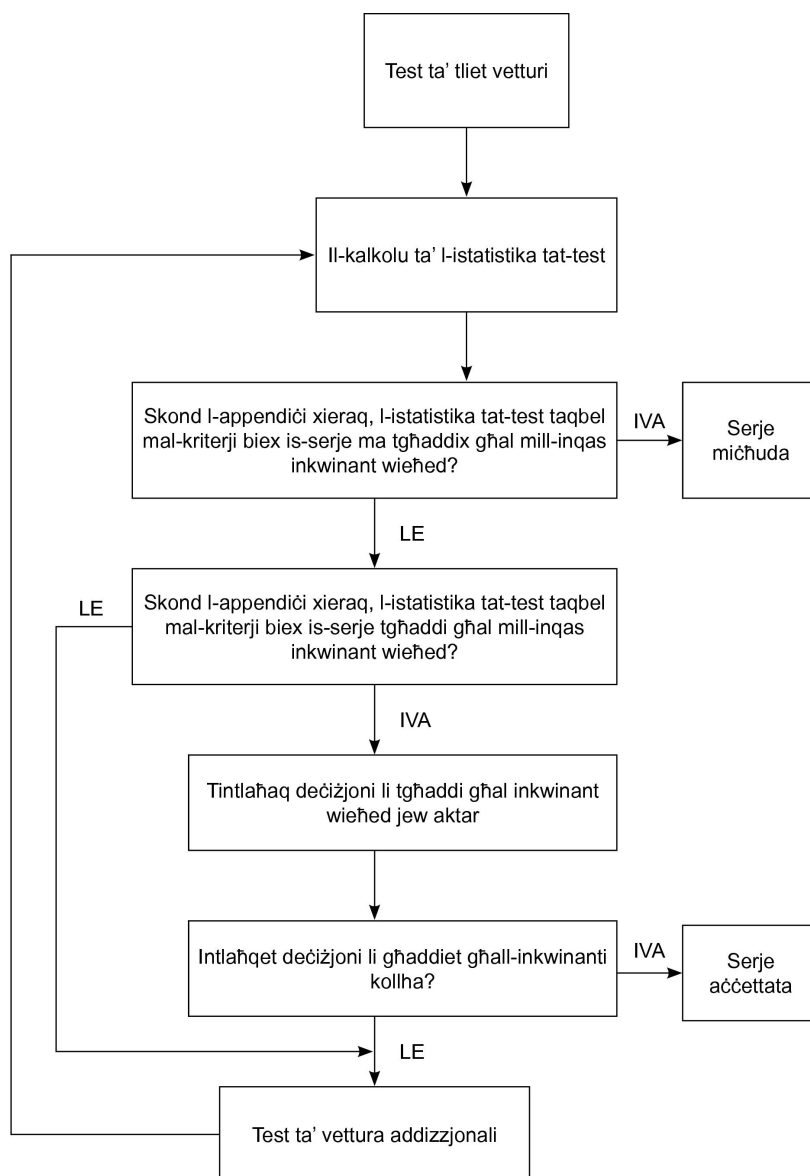 Test ta' tliet vetturi
Il-kalkolu ta' l-istatistika tat-test
Skond l-appendiċi xieraq, l-istatistika tat-test taqbel
mal-kriterji biex is-serje ma tgħaddix għal mill-inqas
inkwinant wieħed?
IVA
Serje
miċħuda
LE
LE
Skond l-appendiċi xieraq, l-istatistika tat-test taqbel
mal-kriterji biex is-serje tgħaddi għal mill-inqas
inkwinant wieħed?
IVA
Tintlaħaq deċiżjoni li tgħaddi għal inkwinant
wieħed jew aktar
Intlaħqet deċiżjoni li għaddiet għall-inkwinanti
kollha?
IVA
Serje
aċċettata
LE
Test ta' vettura addizzjonali